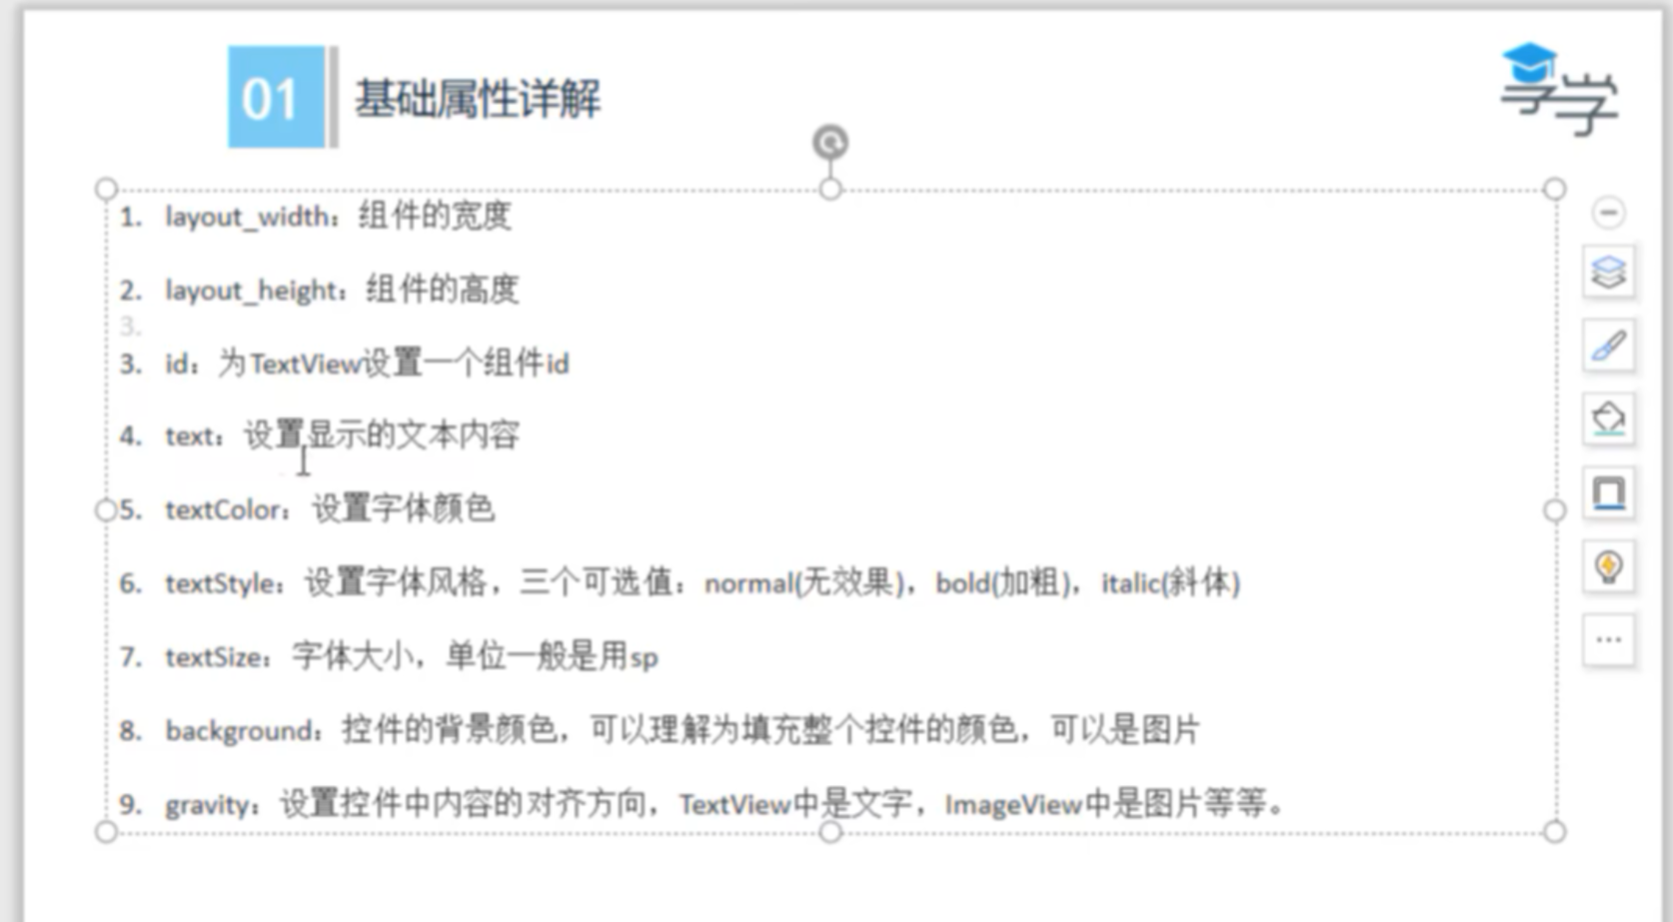 01 基础属性详解
享学
1. layout_width：组件的宽度
2. layout_height：组件的高度
3.
3. id：为TextView设置一个组件id
4. text：设置显示的文本内容
5. textColor：设置字体颜色
6. textStyle：设置字体风格，三个可选值：normal(无效果)，bold(加粗)，italic(斜体)
7. textSize：字体大小，单位一般是用sp
8. background：控件的背景颜色，可以理解为填充整个控件的颜色，可以是图片
9. gravity：设置控件中内容的对齐方向，TextView中是文字，ImageView中是图片等等。